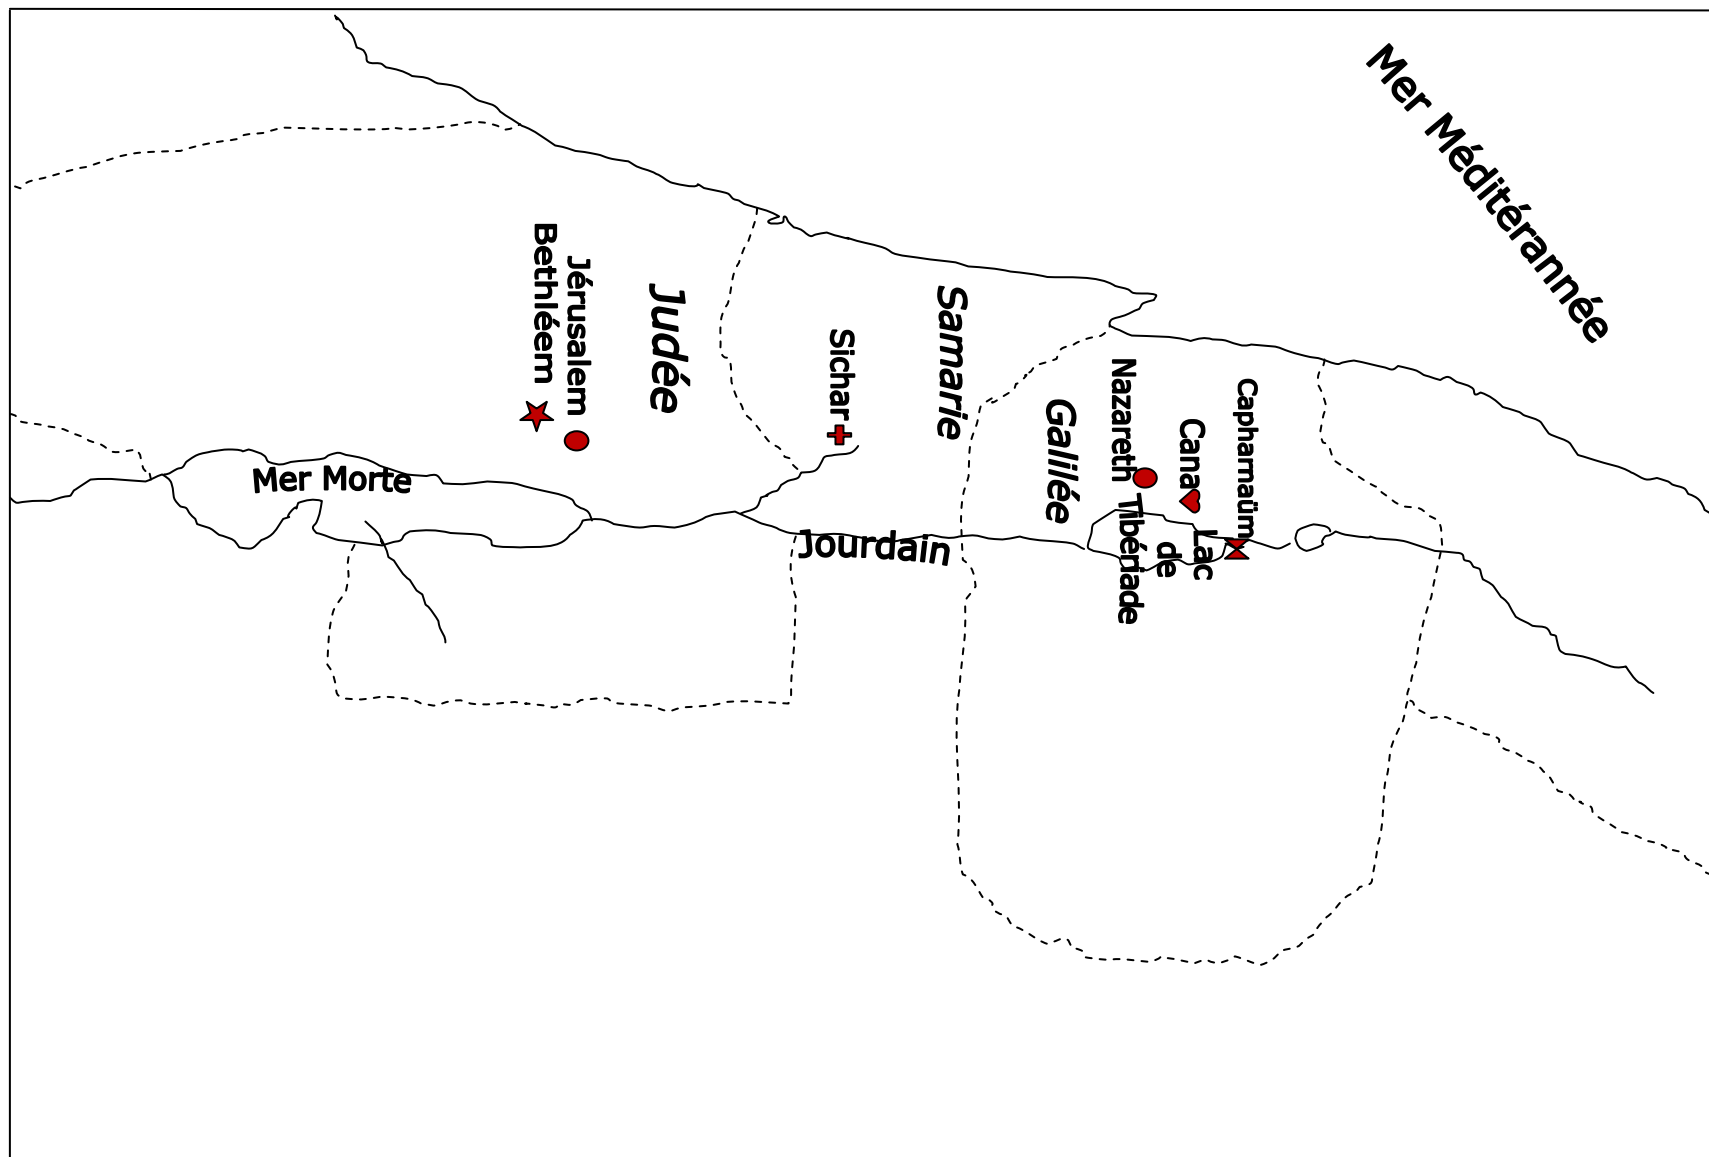 Mer Méditérannée
Capharnaüm
Cana
Lac
de
Tibériade
Nazareth
Galilée
Samarie
Sichar
Jourdain
Judée
Jérusalem
Bethléem
Mer Morte